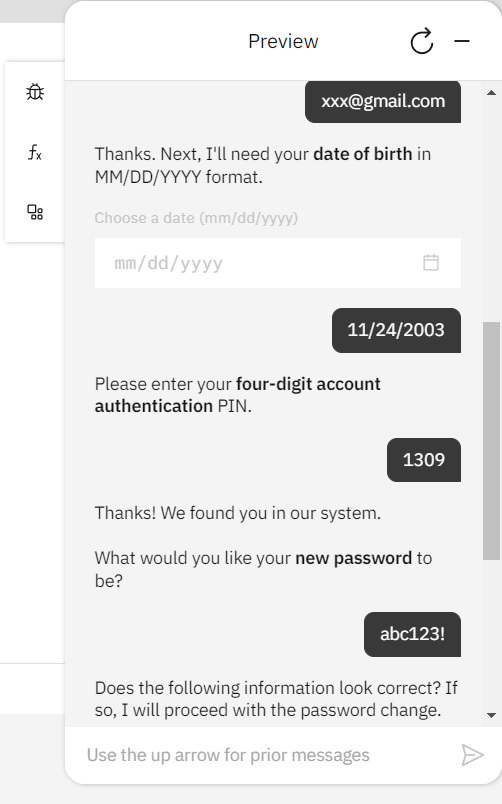 Preview
xxx@gmail.com
Thanks. Next, I'll need your date of birth in
MM/DD/YYYY format.
Choose a date (mm/dd/yyyy)
mm/dd/yyyy
11/24/2003
Please enter your four-digit account
authentication PIN.
1309
Thanks! We found you in our system.
What would you like your new password to
be?
abc123!
Does the following information look correct? If
so, I will proceed with the password change.
Use the up arrow for prior messages
fx